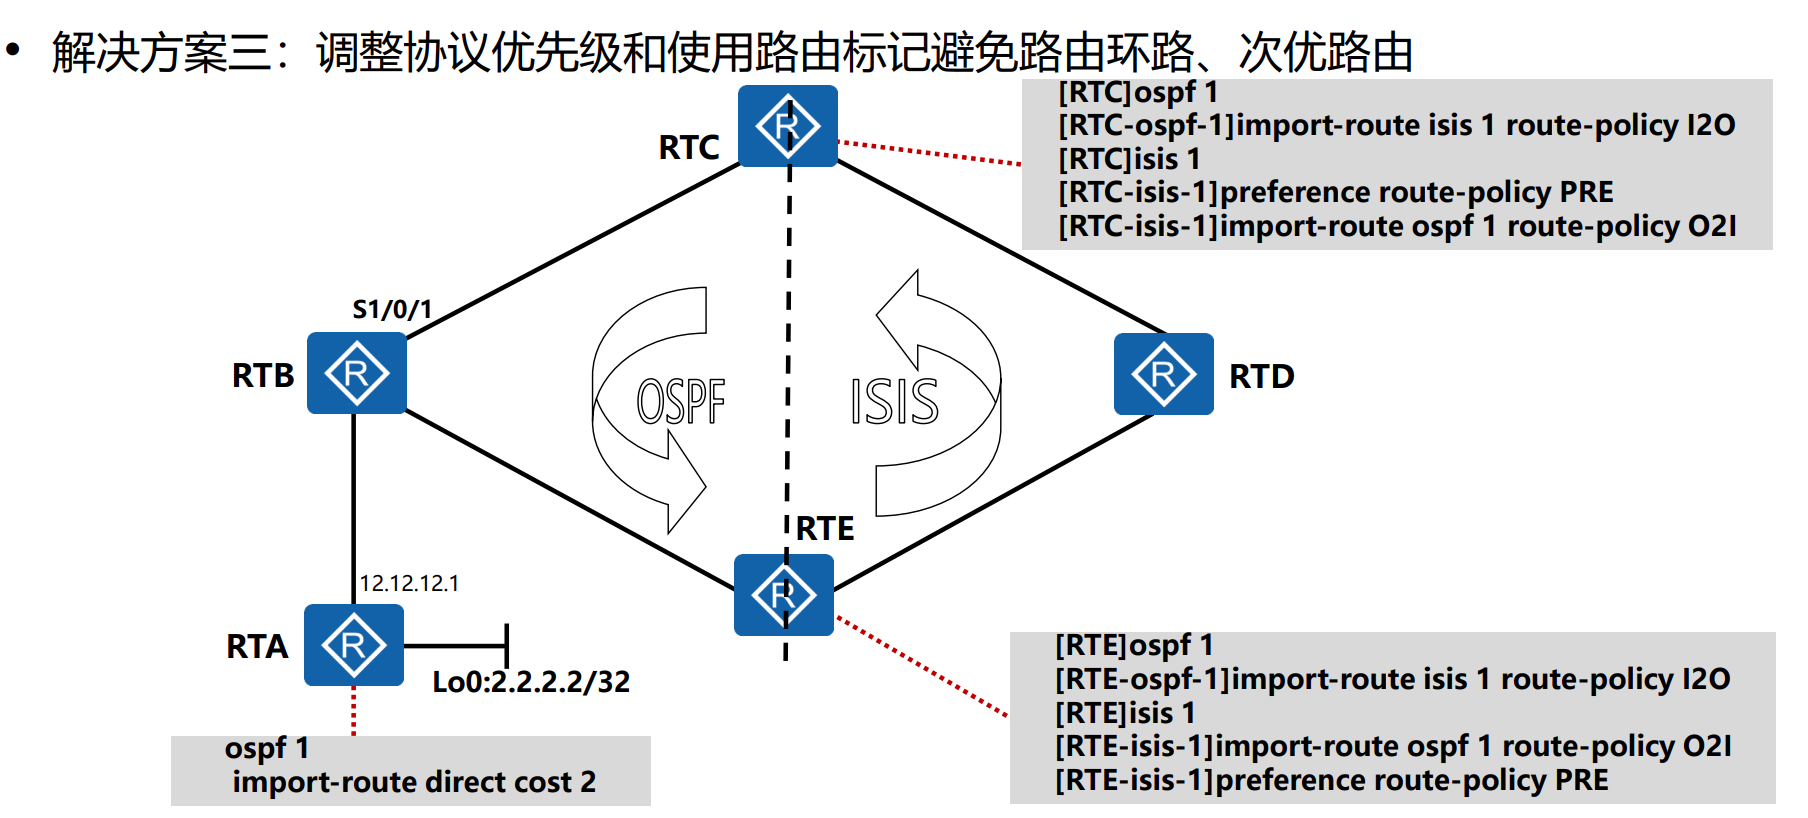 • 解决方案三：调整协议优先级和使用路由标记避免路由环路、次优路由
[RTC]ospf 1
[RTC-ospf-1]import-route isis 1 route-policy I2O
[RTC]isis 1
[RTC-isis-1]preference route-policy PRE
[RTC-isis-1]import-route ospf 1 route-policy O2I
R
RTC
S1/0/1
R
RTB
R
RTD
OSPF
ISIS
RTE
R
12.12.12.1
R
RTA
Lo0:2.2.2.2/32
ospf 1
import-route direct cost 2
[RTE]ospf 1
[RTE-ospf-1]import-route isis 1 route-policy I2O
[RTE]isis 1
[RTE-isis-1]import-route ospf 1 route-policy O2I
[RTE-isis-1]preference route-policy PRE